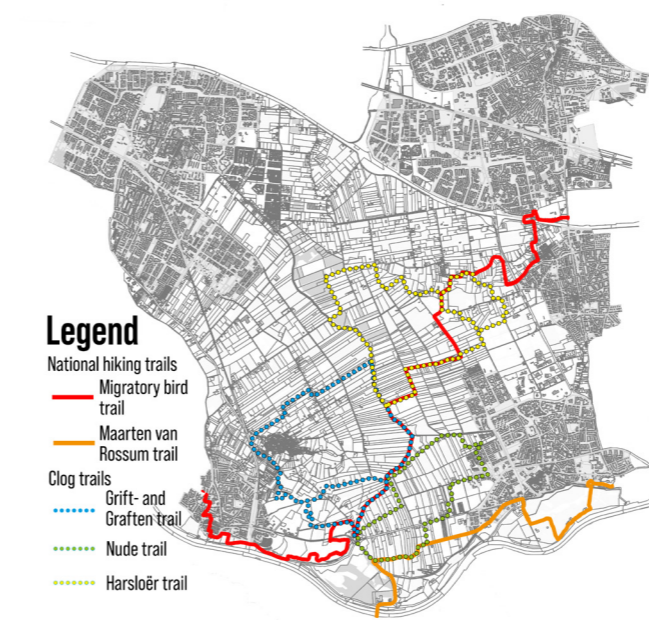 Legend
National hiking trails
Migratory bird
trail
Maarten van
Rossum trail
Clog trails
Grift- and
Graften trail
Nude trail
Harsloër trail